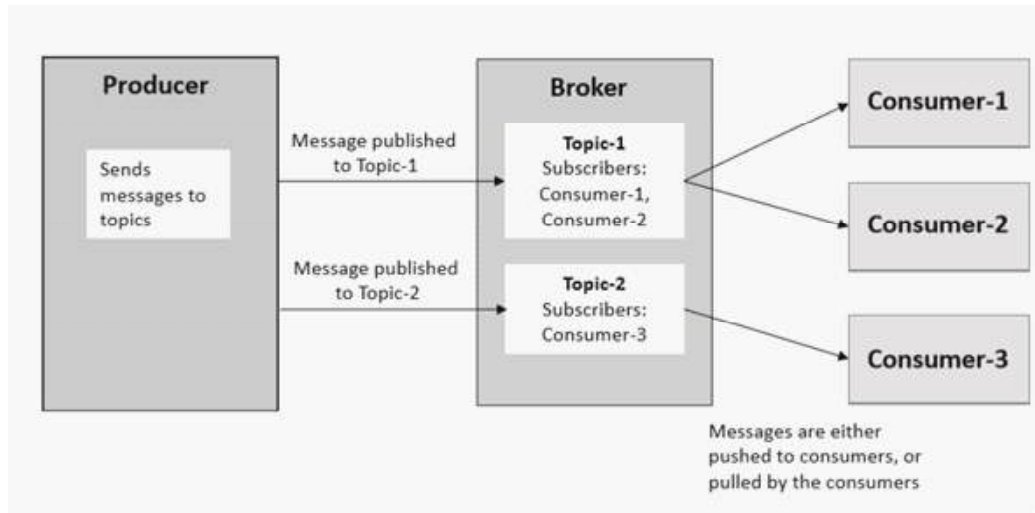 Producer
Sends
messages to
topics
Message published
to Topic-1
Message published
to Topic-2
Broker
Topic-1
Subscribers:
Consumer-1,
Consumer-2
Topic-2
Subscribers:
Consumer-3
Consumer-1
Consumer-2
Consumer-3
Messages are either
pushed to consumers, or
pulled by the consumers